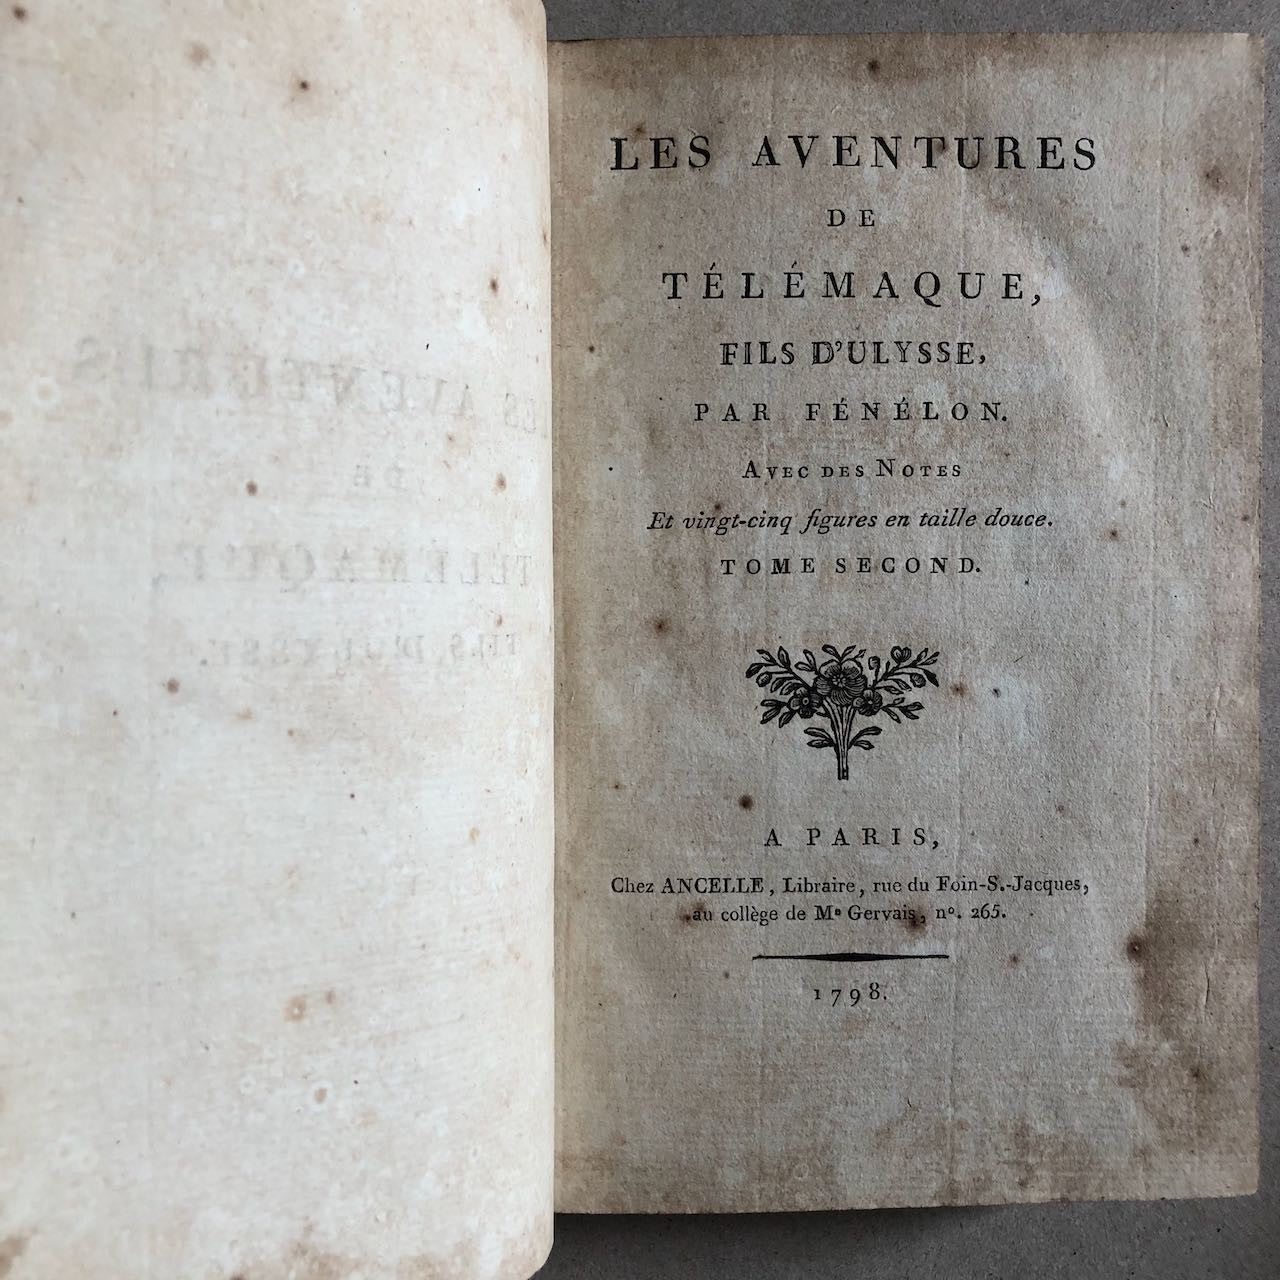 LES AVENTURES
DE
TÉLÉMAQUE,
FILS D'ULYSSE,
PAR FÉNÉLON.
AVEC DES NOTES
Et vingt-cinq figures en taille douce.
TOME SECOND.
A PARIS,
Chez ANCELLE, Libraire, rue du Foin-S.-Jacques,
au collège de Me Gervais, nº. 265.
1798.